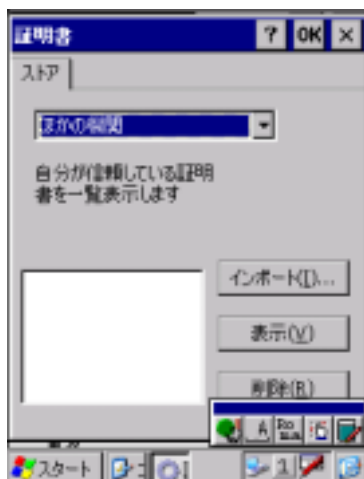 証明書 ? OK ×
ストア
ほかの機関
自分が信頼している証明
書を一覧表示します
インポート(I)...
表示(V)
削除(R)
A
スタート